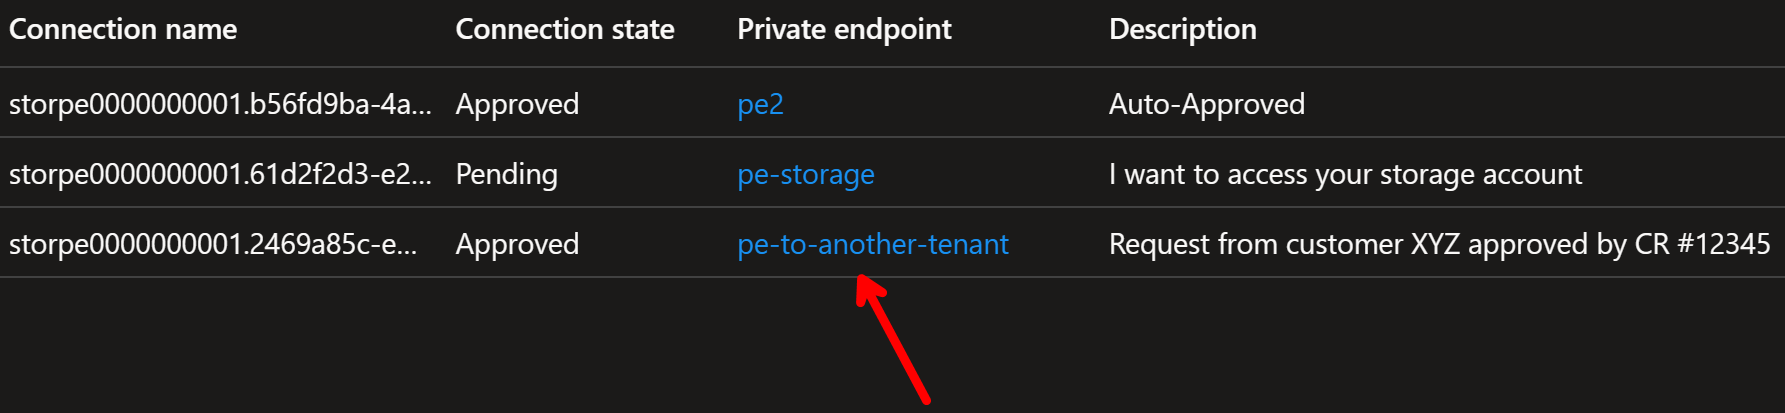 Connection name Connection state Private endpoint Description
storpe0000000001.b56fd9ba-4a... Approved pe2 Auto-Approved
storpe0000000001.61d2f2d3-e2... Pending pe-storage I want to access your storage account
storpe0000000001.2469a85c-e... Approved pe-to-another-tenant Request from customer XYZ approved by CR #12345